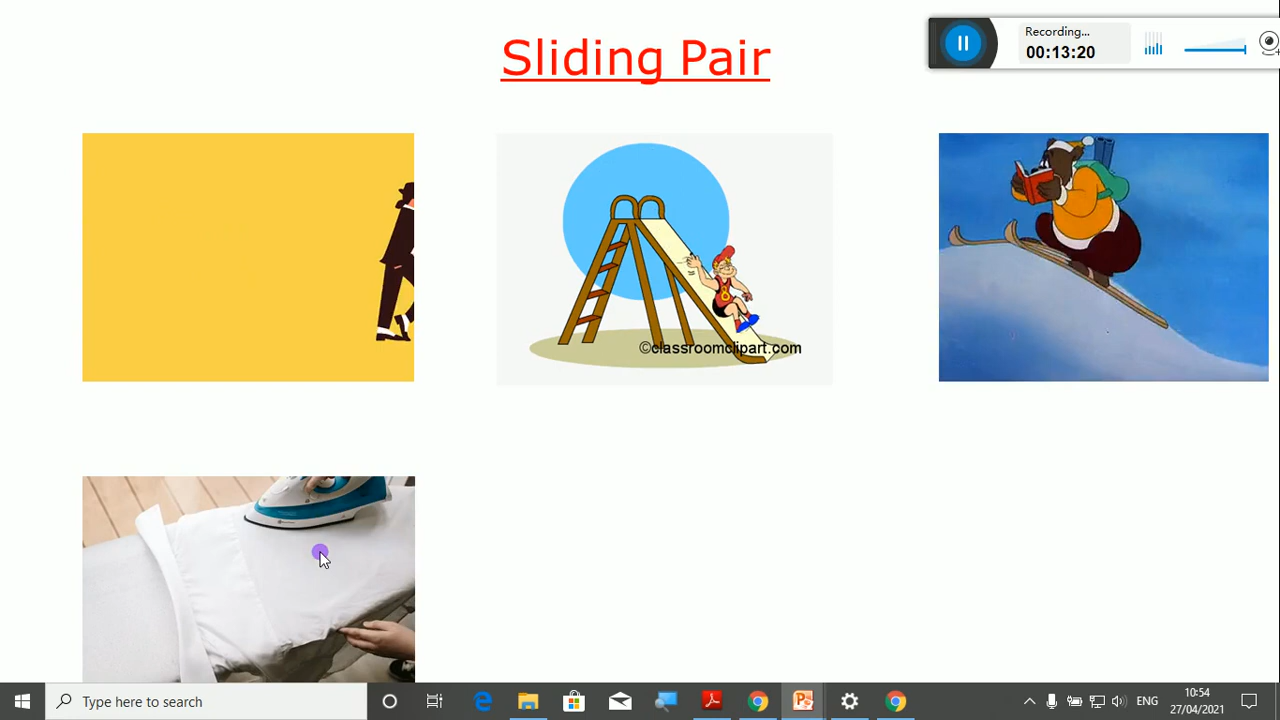 Sliding Pair
Recording...
00:13:20
©classroomclipart.com
Type here to search
ENG
10:54
27/04/2021